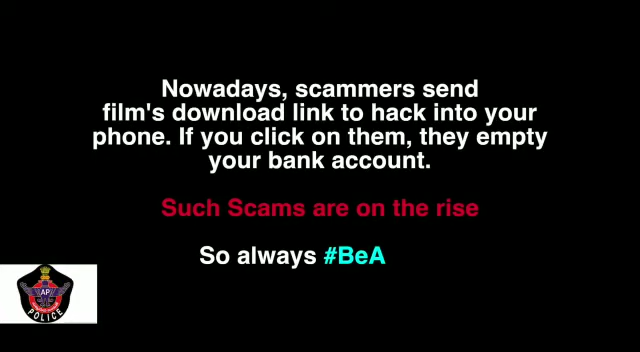 Nowadays, scammers send
film's download link to hack into your
phone. If you click on them, they empty
your bank account.
Such Scams are on the rise
So always #BeA
AP
POLICE